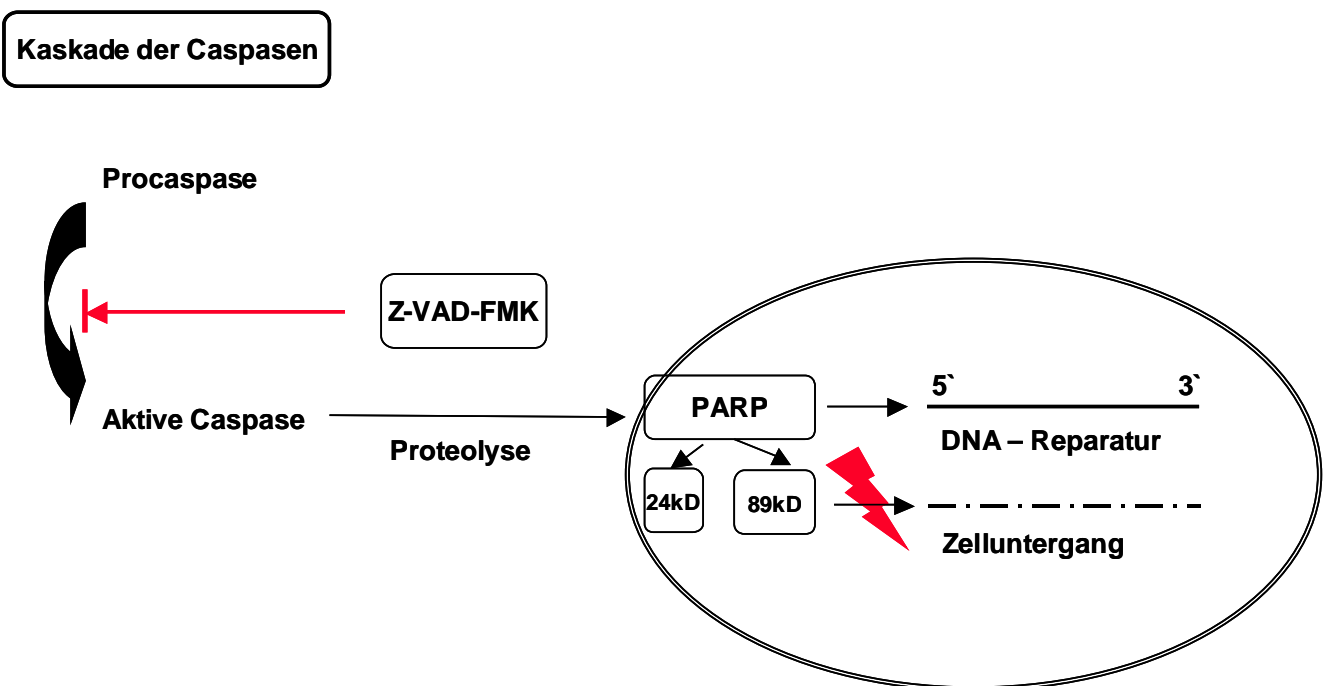 Kaskade der Caspasen
Procaspase
Z-VAD-FMK
Aktive Caspase
Proteolyse
PARP
5` 3`
DNA – Reparatur
24kD
89kD
Zelluntergang